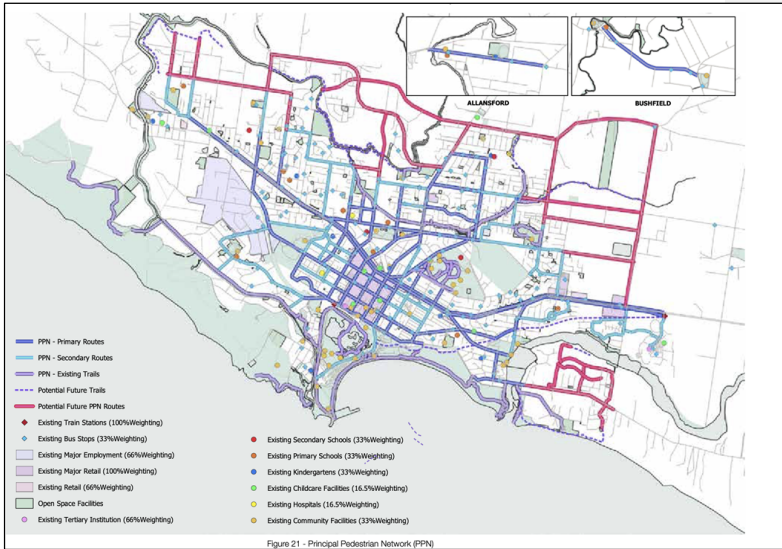 ALLANSFORD
BUSHFIELD
PPN - Primary Routes
PPN - Secondary Routes
PPN - Existing Trails
Potential Future Trails
Potential Future PPN Routes
Existing Train Stations (100%Weighting)
Existing Bus Stops (33%Weighting)
Existing Major Employment (66%Weighting)
Existing Major Retail (100%Weighting)
Existing Retail (66%Weighting)
Open Space Facilities
Existing Tertiary Institution (66%Weighting)
Existing Secondary Schools (33%Weighting)
Existing Primary Schools (33%Weighting)
Existing Kindergartens (33%Weighting)
Existing Childcare Facilities (16.5%Weighting)
Existing Hospitals (16.5%Weighting)
Existing Community Facilities (33%Weighting)
Figure 21 - Principal Pedestrian Network (PPN)